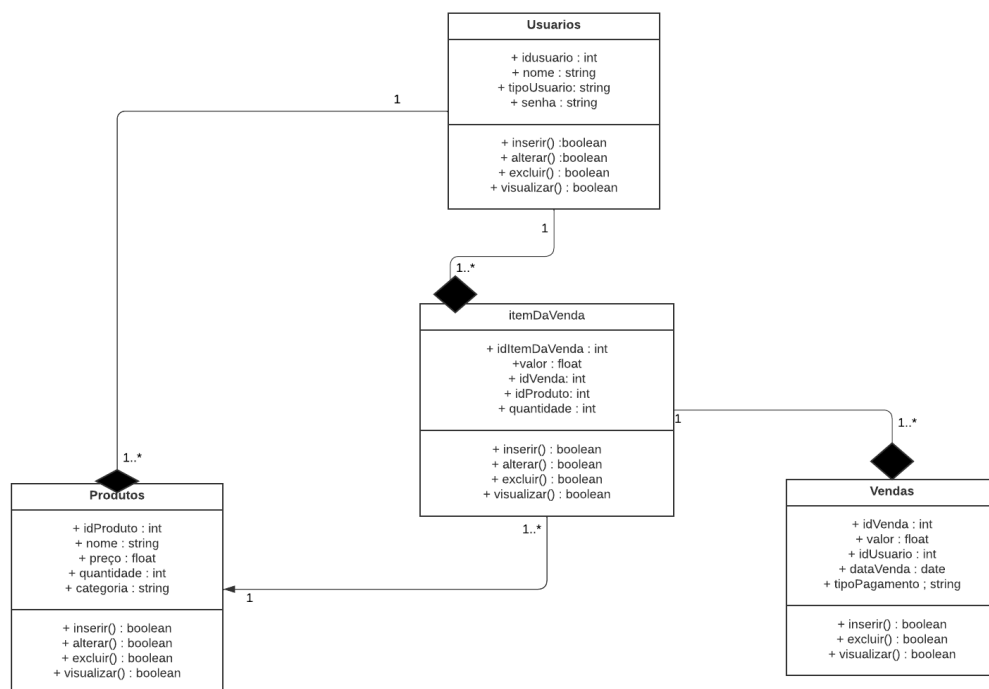 Usuarios
+ idusuario : int
+ nome : string
+ tipoUsuario: string
+ senha : string
+ inserir() :boolean
+ alterar() :boolean
+ excluir() : boolean
+ visualizar() : boolean
1
1
1..*
itemDaVenda
+ idItemDaVenda : int
+valor : float
+ idVenda: int
+ idProduto: int
+ quantidade : int
+ inserir() : boolean
+ alterar() : boolean
+ excluir() : boolean
+ visualizar() : boolean
1
1..*
1..*
1..*
1
Produtos
+ idProduto : int
+ nome : string
+ preço : float
+ quantidade : int
+ categoria : string
+ inserir() : boolean
+ alterar() : boolean
+ excluir() : boolean
+ visualizar() : boolean
Vendas
+ idVenda : int
+ valor : float
+ idUsuario : int
+ dataVenda : date
+ tipoPagamento ; string
+ inserir() : boolean
+ excluir() : boolean
+ visualizar() : boolean